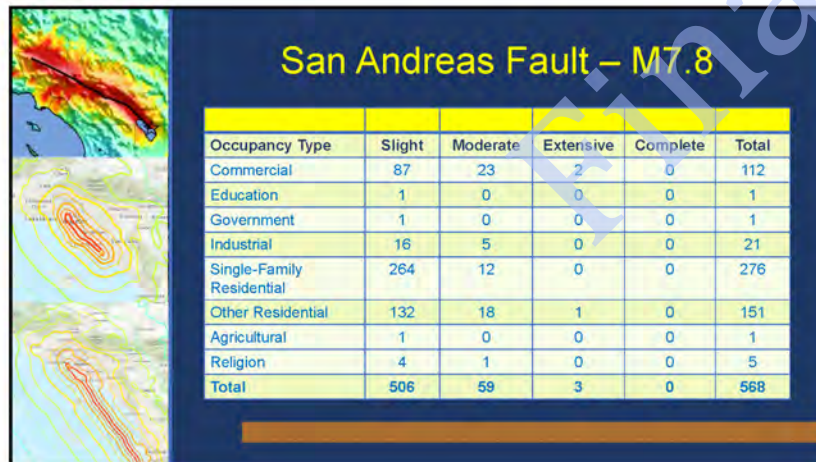 San Andreas Fault – M7.8
Occupancy Type Slight Moderate Extensive Complete Total
Commercial 87 23 2 0 112
Education 1 0 0 0 1
Government 1 0 0 0 1
Industrial 16 5 0 0 21
Single-Family
Residential 264 12 0 0 276
Other Residential 132 18 1 0 151
Agricultural 1 0 0 0 1
Religion 4 1 0 0 5
Total 506 59 3 0 568
Fina